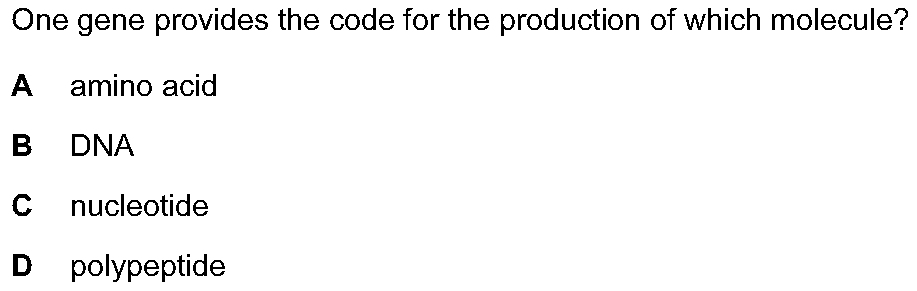 One gene provides the code for the production of which molecule?
A amino acid
B DNA
C nucleotide
D polypeptide